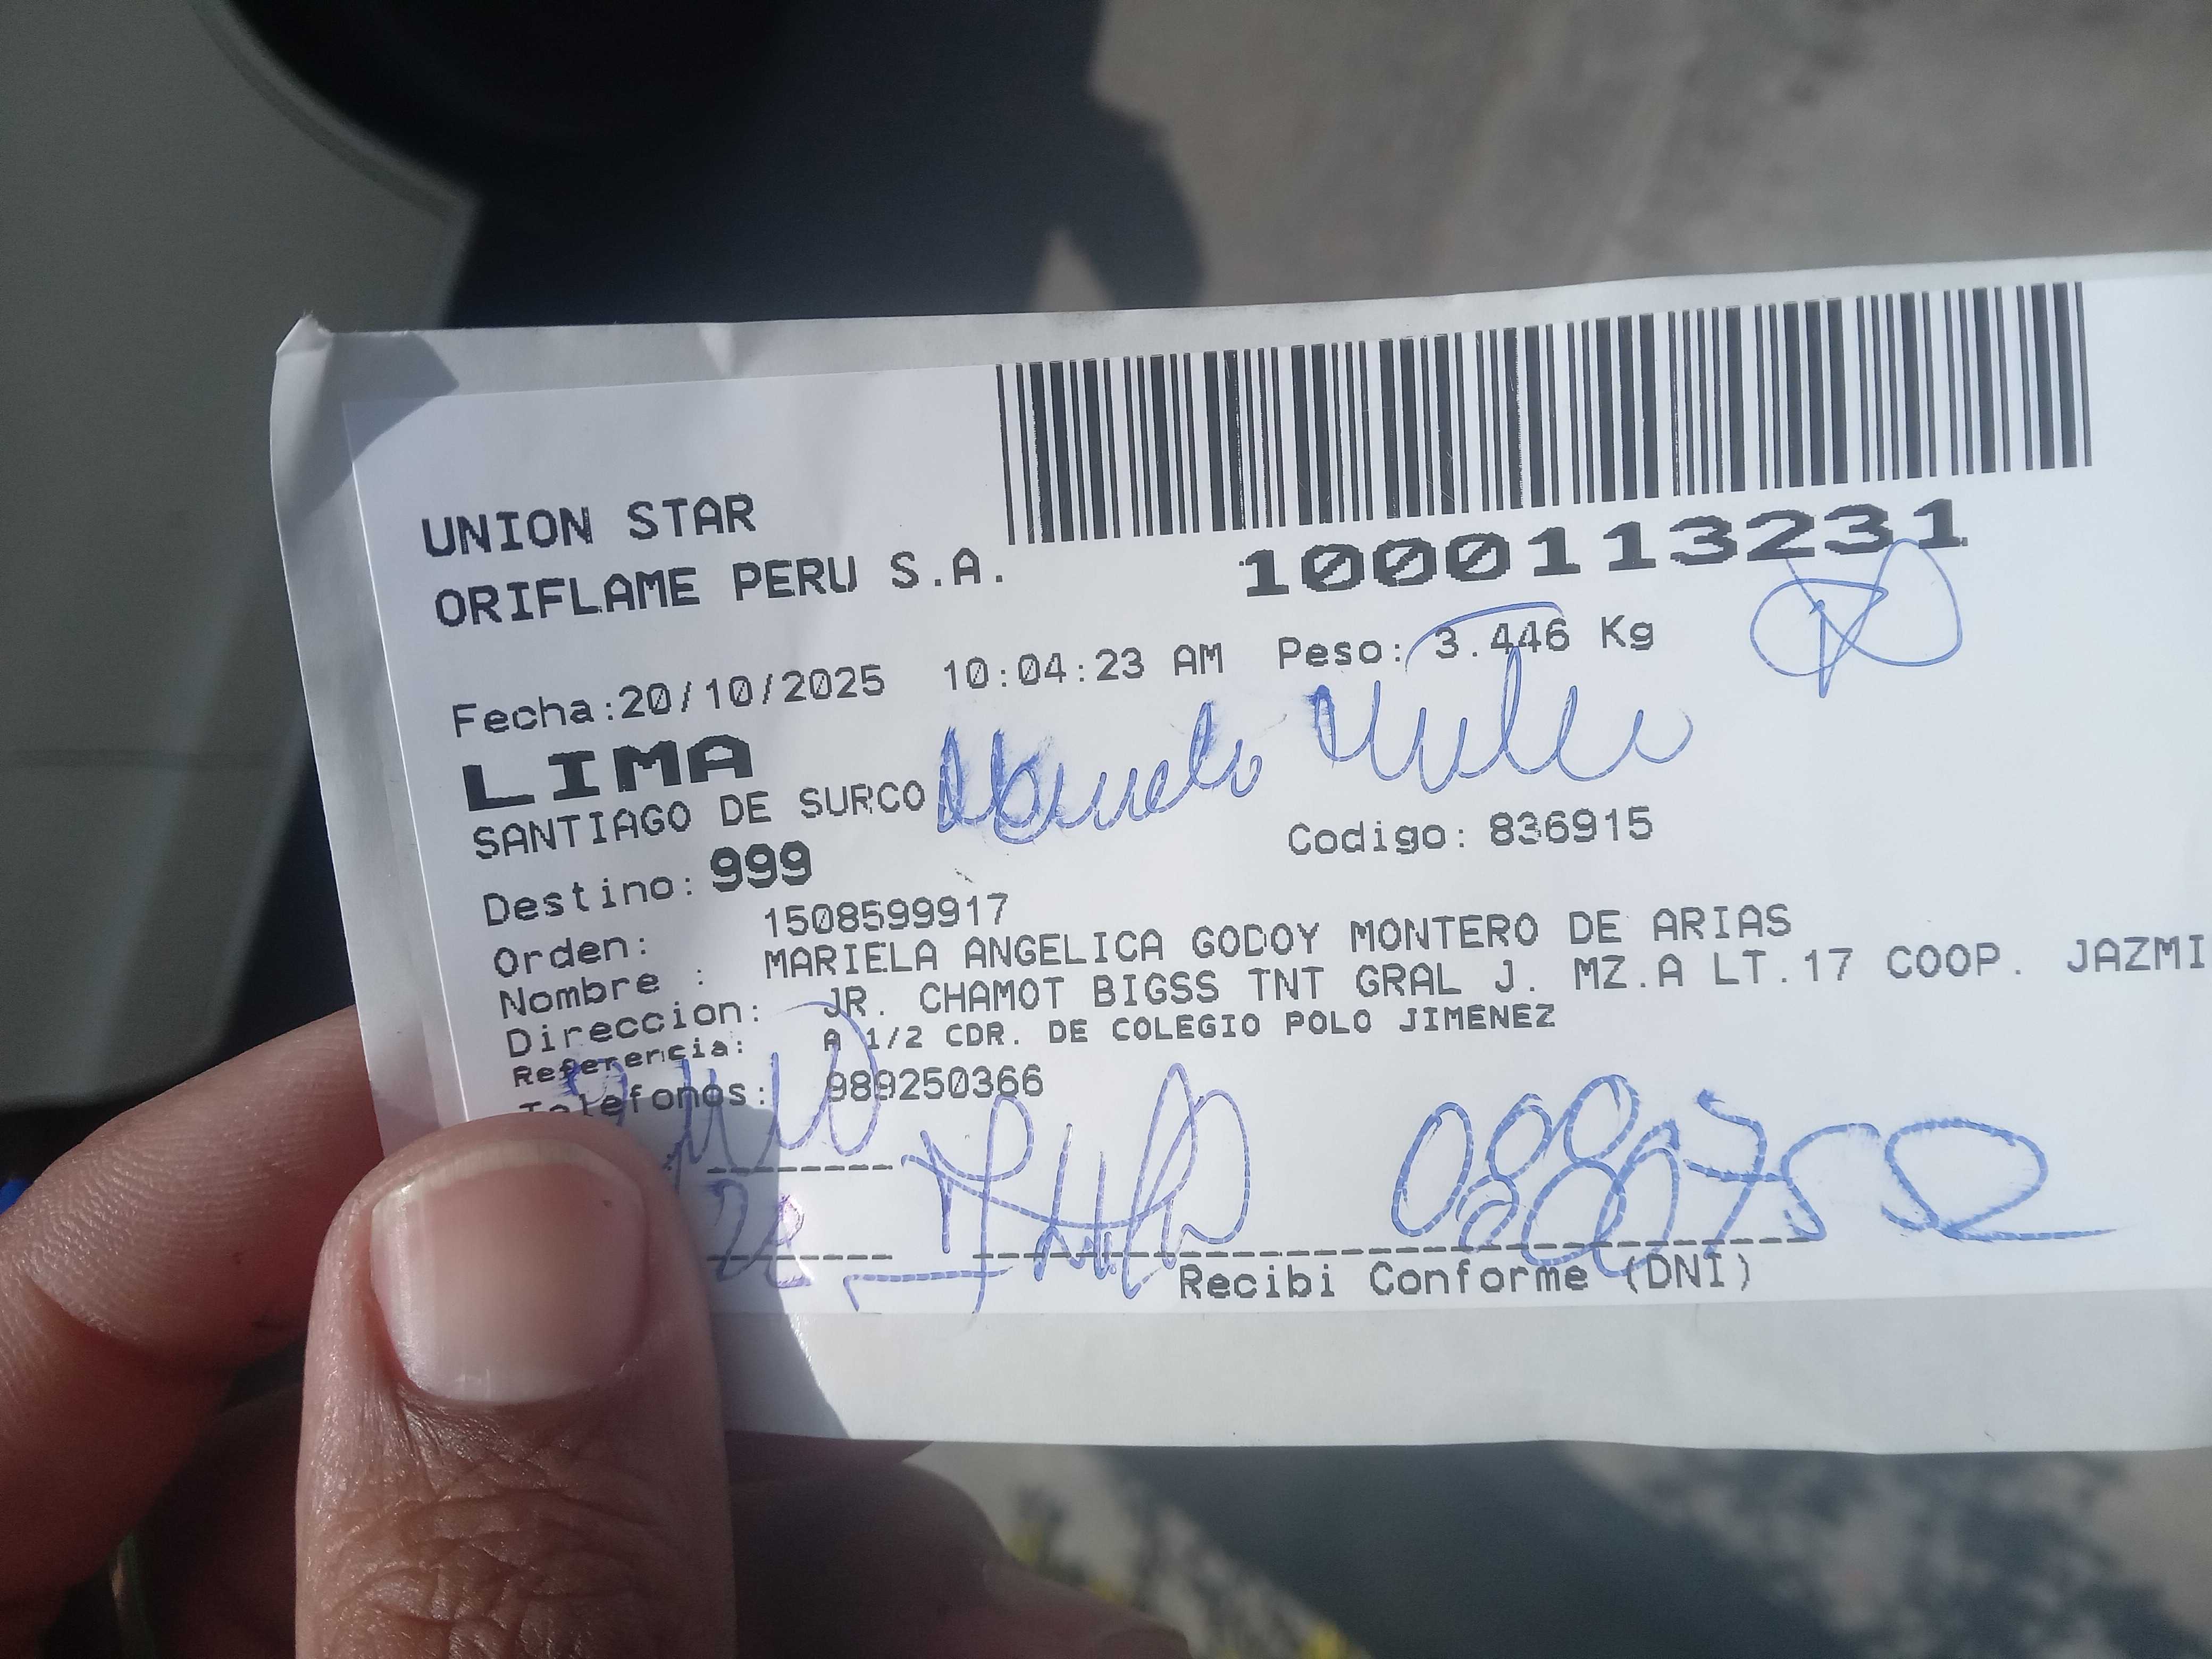 UNION STAR
ORIFLAME PERU S.A.
1000113231
Fecha:20/10/2025 10:04:23 AM Peso: 3.446 Kg
LIMA
SANTIAGO DE SURCO
Destino: 999 Codigo: 836915
Orden: 1508599917
Nombre : MARIELA ANGELICA GODOY MONTERO DE ARIAS
Direccion: JR. CHAMOT BIGSS TNT GRAL J. MZ.A LT.17 COOP. JAZMI
Referencia: A 1/2 CDR. DE COLEGIO POLO JIMENEZ
Telefonos: 989250366
Recibi Conforme (DNI)